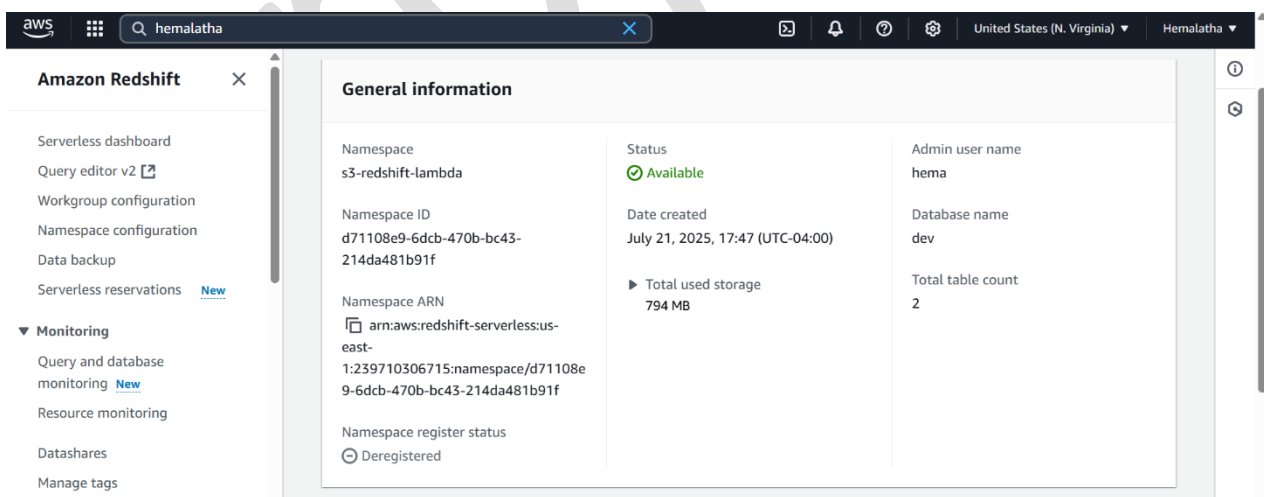 aws
hemalatha
United States (N. Virginia)
Hemalatha
Amazon Redshift
Serverless dashboard
Query editor v2
Workgroup configuration
Namespace configuration
Data backup
Serverless reservations New
Monitoring
Query and database
monitoring New
Resource monitoring
Datashares
Manage tags
General information
Namespace
s3-redshift-lambda
Namespace ID
d71108e9-6dcb-470b-bc43-
214da481b91f
Namespace ARN
arn:aws:redshift-serverless:us-
east-
1:239710306715:namespace/d71108e
9-6dcb-470b-bc43-214da481b91f
Namespace register status
Deregistered
Status
Available
Date created
July 21, 2025, 17:47 (UTC-04:00)
Total used storage
794 MB
Admin user name
hema
Database name
dev
Total table count
2